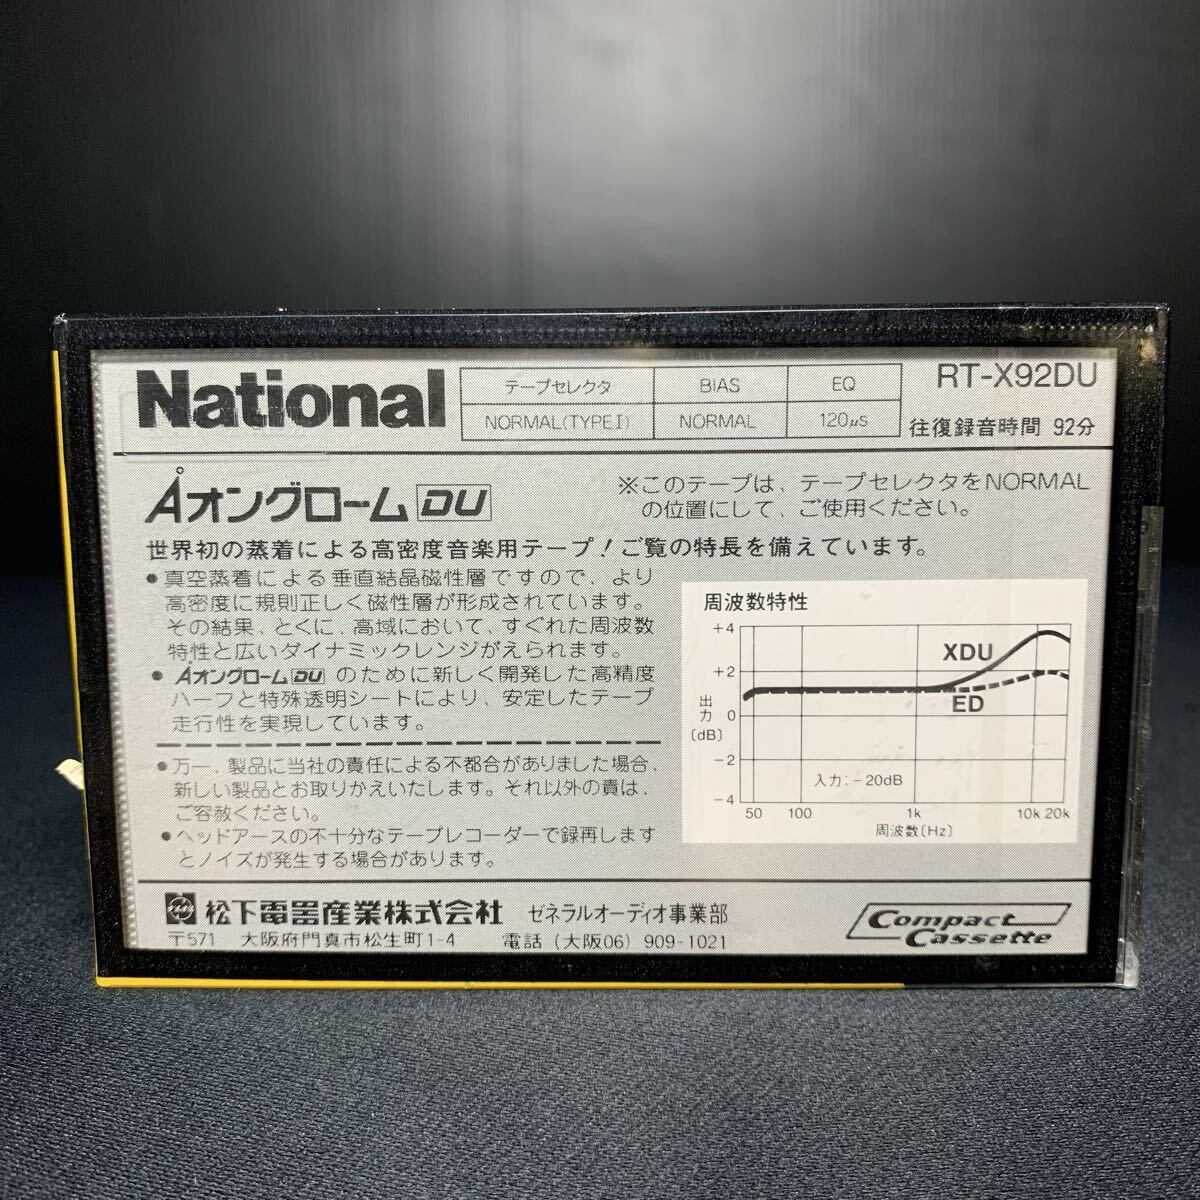 National
テープセレクタ BIAS EQ
NORMAL(TYPEⅠ) NORMAL 120μs
RT-X92DU
往復録音時間 92分
Åオングローム DU
※このテープは、テープセレクタをNORMAL
の位置にして、ご使用ください。
世界初の蒸着による高密度音楽用テープ!ご覧の特長を備えています。
●真空蒸着による垂直結晶磁性層ですので、より
高密度に規則正しく磁性層が形成されています。
その結果、とくに、高域において、すぐれた周波数
特性と広いダイナミックレンジがえられます。
●Åオングローム DU のために新しく開発した高精度
ハーフと特殊透明シートにより、安定したテープ
走行性を実現しています。
●万一、製品に当社の責任による不都合がありました場合、
新しい製品とお取りかえいたします。それ以外の責は、
ご容赦ください。
●ヘッドアースの不十分なテープレコーダーで録再します
とノイズが発生する場合があります。
周波数特性
+4
+2
0
-2
-4
出力
〔dB〕
XDU
ED
入力:-20dB
50 100 1k 10k 20k
周波数〔Hz〕
松下電器産業株式会社 ゼネラルオーディオ事業部
〒571 大阪府門真市松生町1-4 電話(大阪06)909-1021
Compact
Cassette